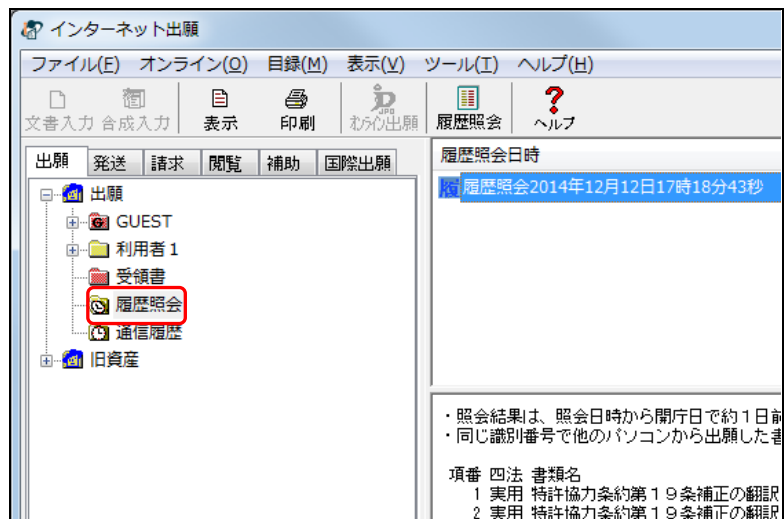 インターネット出願
ファイル(F) オンライン(O) 目録(M) 表示(V) ツール(T) ヘルプ(H)
文書入力 合成入力 表示 印刷 オンライン出願 履歴照会 ヘルプ
出願 発送 請求 閲覧 補助 国際出願
出願
GUEST
利用者1
受領書
履歴照会
通信履歴
旧資産
履歴照会日時
履歴照会2014年12月12日17時18分43秒
・照会結果は、照会日時から開庁日で約1日前
・同じ識別番号で他のパソコンから出願した書
項番 四法 書類名
1 実用 特許協力条約第19条補正の翻訳
2 実用 特許協力条約第19条補正の翻訳